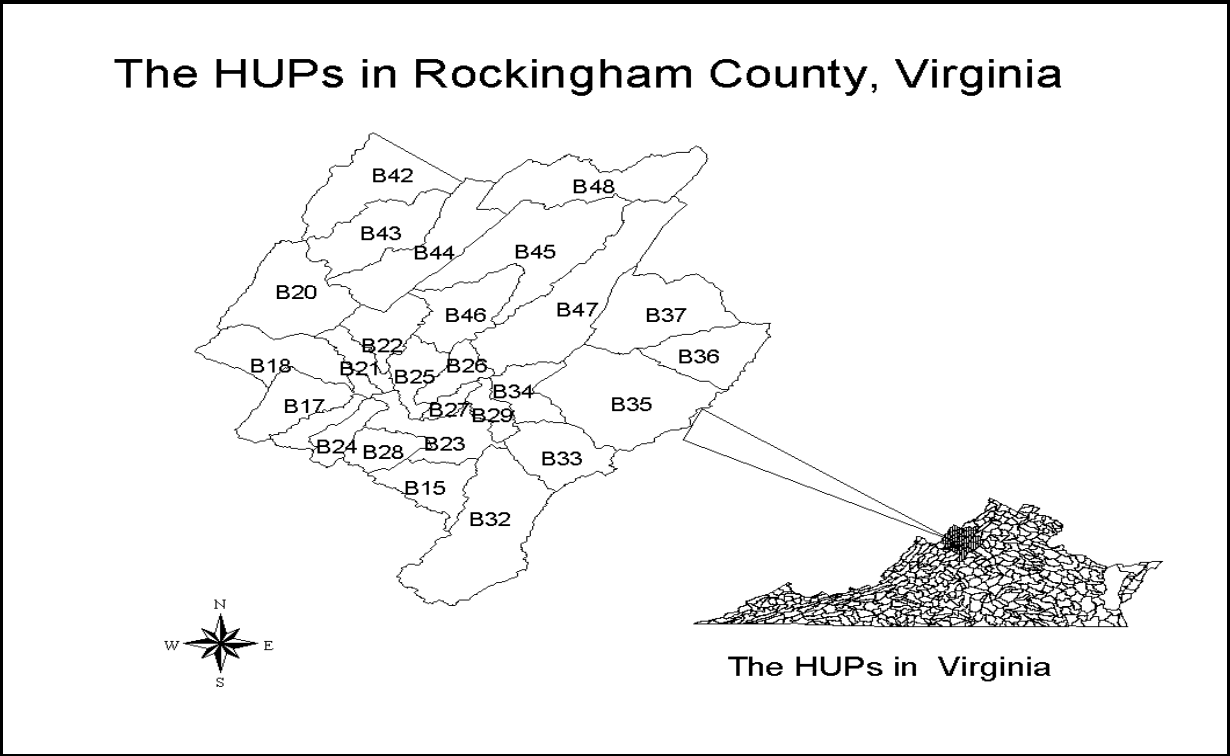 The HUPs in Rockingham County, Virginia
B42
B48
B43
B44
B45
B20
B46
B47
B37
B22
B36
B18
B21
B25
B26
B34
B17
B27
B29
B35
B24
B28
B23
B33
B15
B32
N
W E
S
The HUPs in Virginia